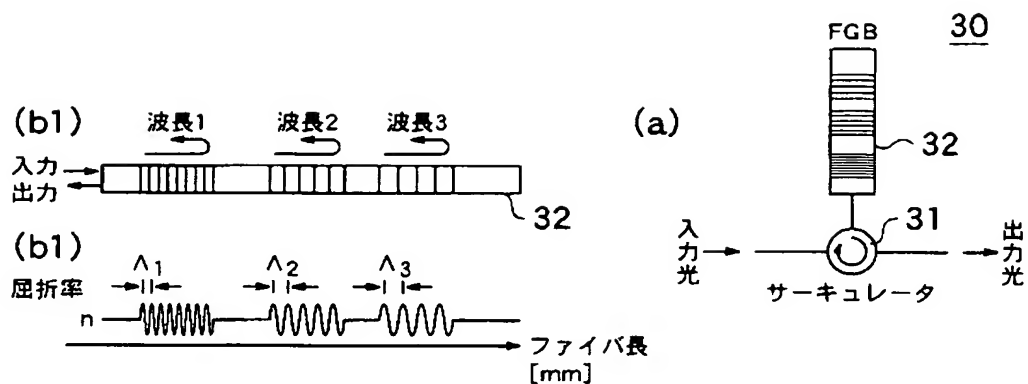 30
FGB
(b1)
波長1
波長2
波長3
(a)
入力
出力
32
32
(b1)
31
入力光
出力光
Λ1
Λ2
Λ3
屈折率
サーキュレータ
n
ファイバ長
[mm]